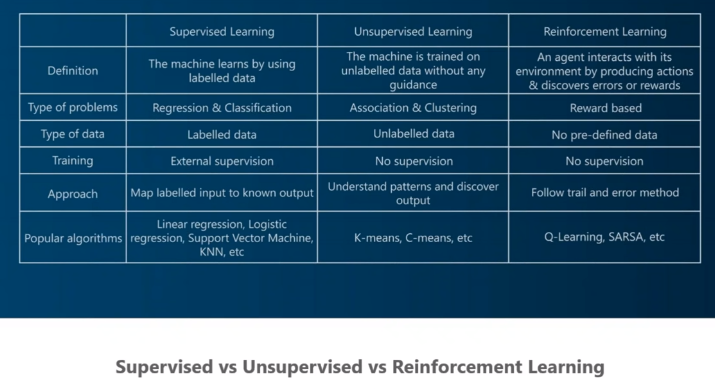 Supervised Learning
Unsupervised Learning
Reinforcement Learning
Definition
The machine learns by using
labelled data
The machine is trained on
unlabelled data without any
guidance
An agent interacts with its
environment by producing actions
& discovers errors or rewards
Type of problems
Regression & Classification
Association & Clustering
Reward based
Type of data
Labelled data
Unlabelled data
No pre-defined data
Training
External supervision
No supervision
No supervision
Approach
Map labelled input to known output
Understand patterns and discover
output
Follow trail and error method
Popular algorithms
Linear regression, Logistic
regression, Support Vector Machine,
KNN, etc
K-means, C-means, etc
Q-Learning, SARSA, etc
Supervised vs Unsupervised vs Reinforcement Learning